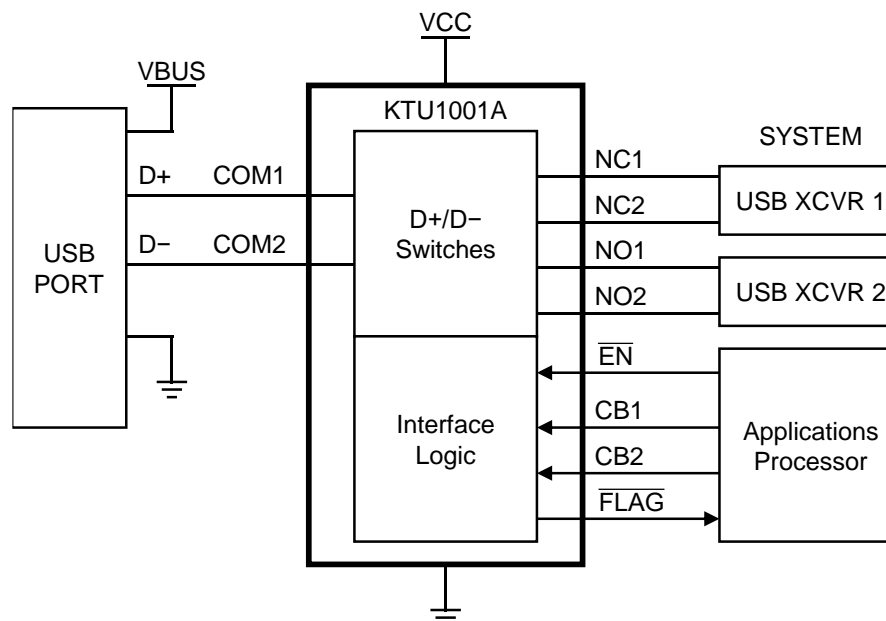 VCC
VBUS
KTU1001A
SYSTEM
D+ COM1
D− COM2
USB
PORT
D+/D−
Switches
NC1
NC2
NO1
NO2
USB XCVR 1
USB XCVR 2
Interface
Logic
EN
CB1
CB2
FLAG
Applications
Processor